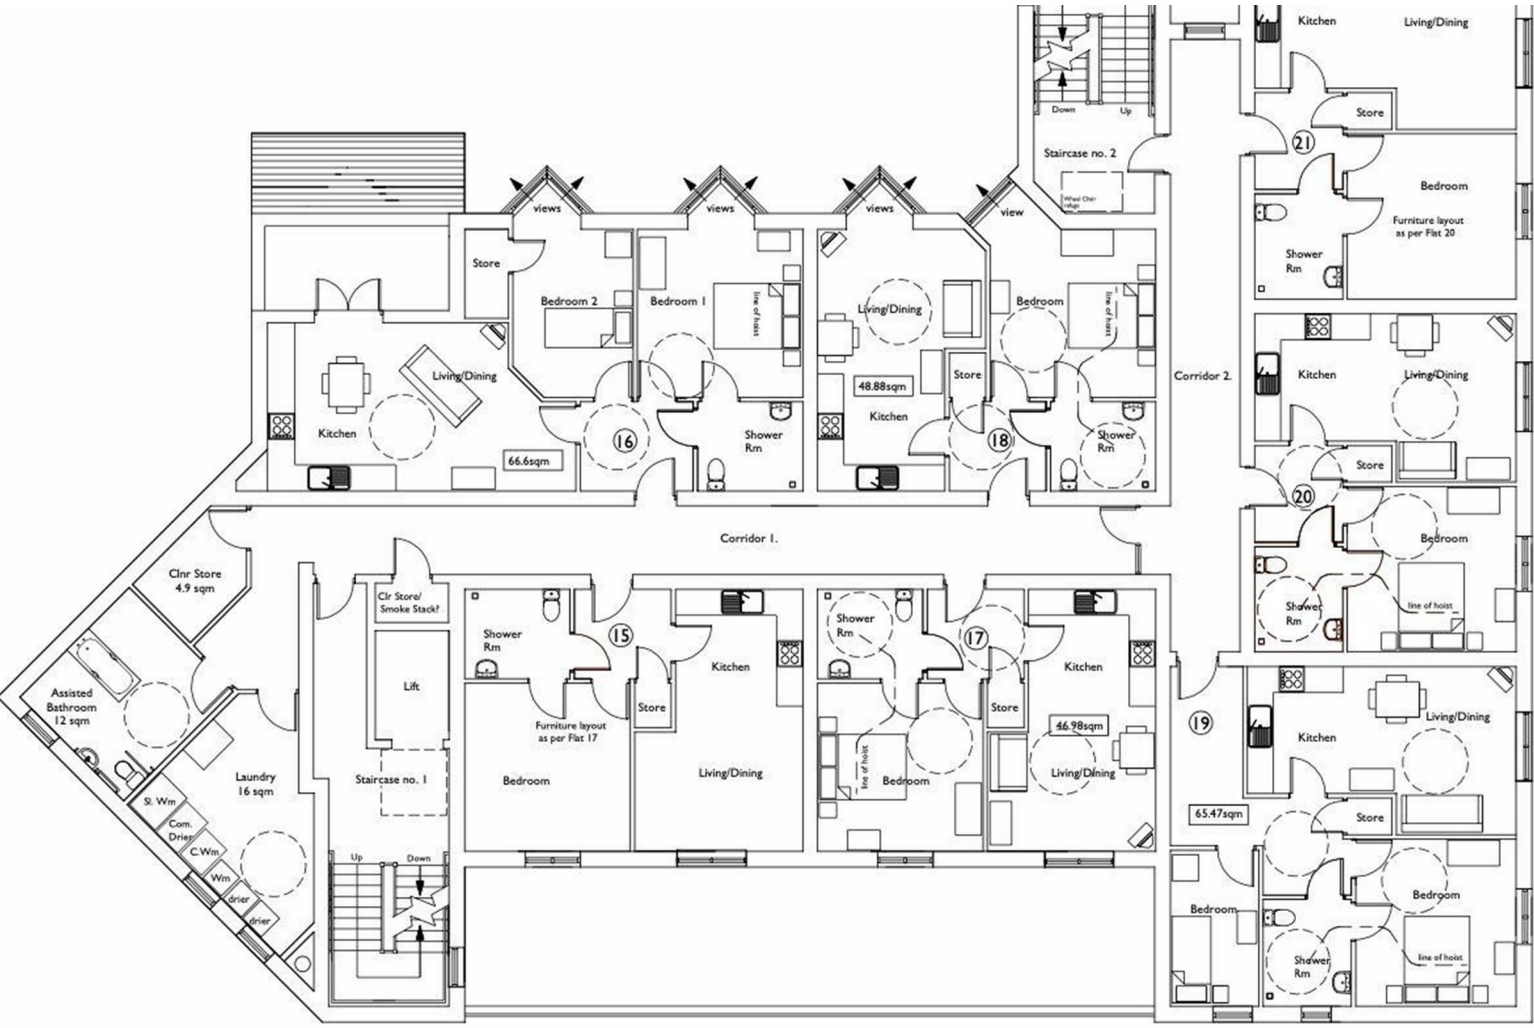 Kitchen
Living/Dining
Down
Up
Store
21
Staircase no. 2
Wheel Chair
refuge
Bedroom
Furniture layout
as per Flat 20
Shower
Rm
views
views
views
view
Store
Bedroom 2
Bedroom 1
line of hoist
Living/Dining
Bedroom
line of hoist
Living/Dining
Kitchen
66.6sqm
16
Shower
Rm
48.88sqm
Kitchen
Store
18
Shower
Rm
Corridor 2.
Kitchen
Living/Dining
Store
20
Bedroom
line of hoist
Shower
Rm
Corridor 1.
Clnr Store
4.9 sqm
Clr Store/
Smoke Stack?
Lift
Assisted
Bathroom
12 sqm
Laundry
16 sqm
Staircase no. 1
Sl. Wm
Com.
Drier
C.Wm
Wm
drier
drier
Up
Down
Shower
Rm
15
Kitchen
Store
Furniture layout
as per Flat 17
Bedroom
Living/Dining
Shower
Rm
17
Kitchen
Store
46.98sqm
line of hoist
Bedroom
Living/Dining
19
Kitchen
Living/Dining
65.47sqm
Store
Bedroom
Bedroom
line of hoist
Shower
Rm